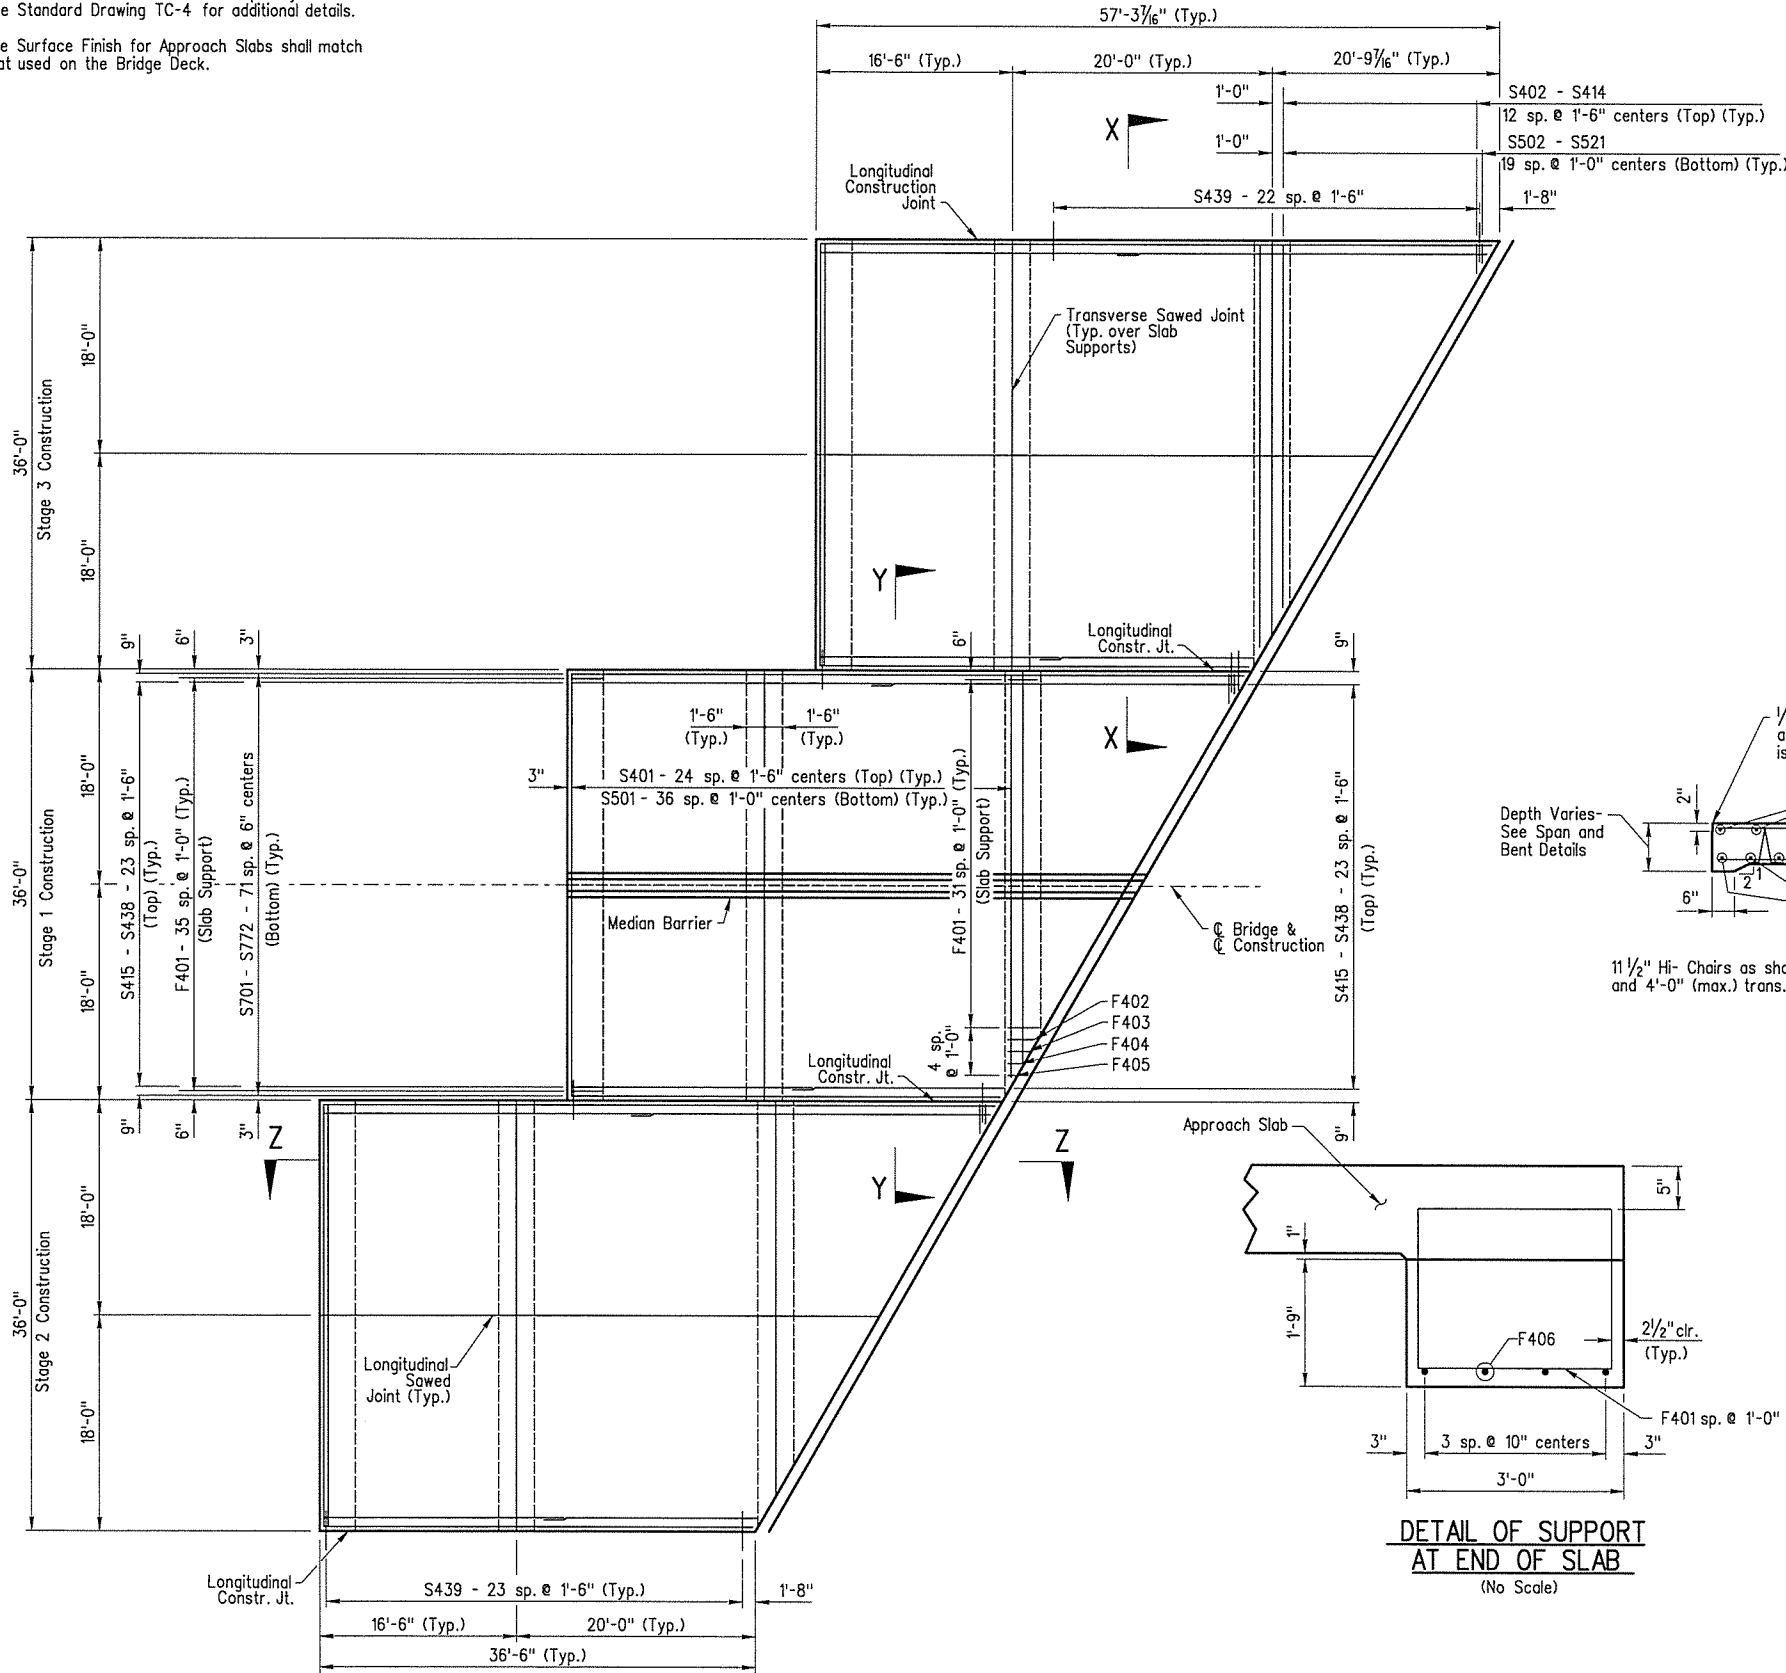 e Standard Drawing TC-4 for additional details.
e Surface Finish for Approach Slabs shall match
at used on the Bridge Deck.
57'-3 7/16" (Typ.)
16'-6" (Typ.)
20'-0" (Typ.)
20'-9 7/16" (Typ.)
1'-0"
S402 - S414
12 sp. @ 1'-6" centers (Top) (Typ.)
X
1'-0"
S502 - S521
19 sp. @ 1'-0" centers (Bottom) (Typ.)
Longitudinal
Construction
Joint
S439 - 22 sp. @ 1'-6"
1'-8"
Transverse Sawed Joint
(Typ. over Slab
Supports)
36'-0"
Stage 3 Construction
18'-0"
18'-0"
Y
Longitudinal
Constr. Jt.
6"
9"
9"
6"
3"
1'-6"
(Typ.)
1'-6"
(Typ.)
X
3"
S401 - 24 sp. @ 1'-6" centers (Top) (Typ.)
S501 - 36 sp. @ 1'-0" centers (Bottom) (Typ.)
36'-0"
Stage 1 Construction
18'-0"
18'-0"
S415 - S438 - 23 sp. @ 1'-6"
(Top) (Typ.)
F401 - 35 sp. @ 1'-0" (Typ.)
(Slab Support)
S701 - S772 - 71 sp. @ 6" centers
(Bottom) (Typ.)
F401 - 31 sp. @ 1'-0" (Typ.)
(Slab Support)
S415 - S438 - 23 sp. @ 1'-6"
(Top) (Typ.)
Median Barrier
℄ Bridge &
℄ Construction
4 sp.
@ 1'-0"
F402
F403
F404
F405
Longitudinal
Constr. Jt.
9"
6"
3"
9"
Z
Z
Y
36'-0"
Stage 2 Construction
18'-0"
18'-0"
Longitudinal
Sawed
Joint (Typ.)
Longitudinal
Constr. Jt.
S439 - 23 sp. @ 1'-6" (Typ.)
1'-8"
16'-6" (Typ.)
20'-0" (Typ.)
36'-6" (Typ.)
a
is
2"
Depth Varies-
See Span and
Bent Details
2
1
6"
11 1/2" Hi- Chairs as sho
and 4'-0" (max.) trans.
Approach Slab
5"
1"
1'-9"
F406
2 1/2" clr.
(Typ.)
F401 sp. @ 1'-0"
3"
3 sp. @ 10" centers
3"
3'-0"
DETAIL OF SUPPORT
AT END OF SLAB
(No Scale)